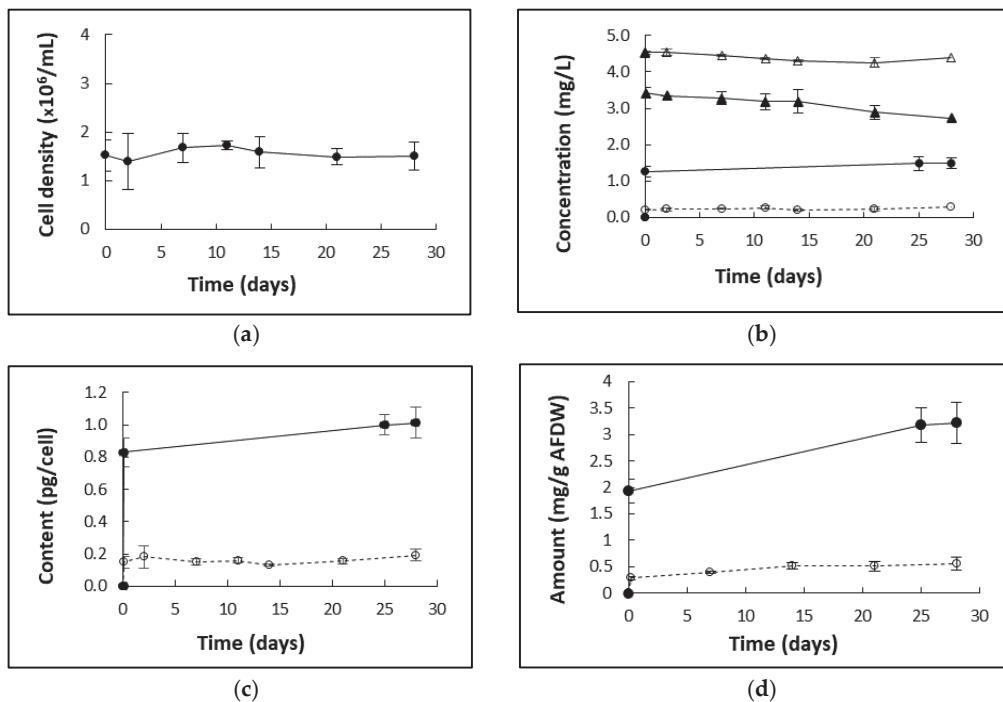 Cell density (x10⁶/mL)
4
3
2
1
0
0 5 10 15 20 25 30
Time (days)
(a)
Concentration (mg/L)
5.0
4.0
3.0
2.0
1.0
0.0
0 5 10 15 20 25 30
Time (days)
(b)
Content (pg/cell)
1.2
1.0
0.8
0.6
0.4
0.2
0.0
0 5 10 15 20 25 30
Time (days)
(c)
Amount (mg/g AFDW)
4
3.5
3
2.5
2
1.5
1
0.5
0
0 5 10 15 20 25 30
Time (days)
(d)